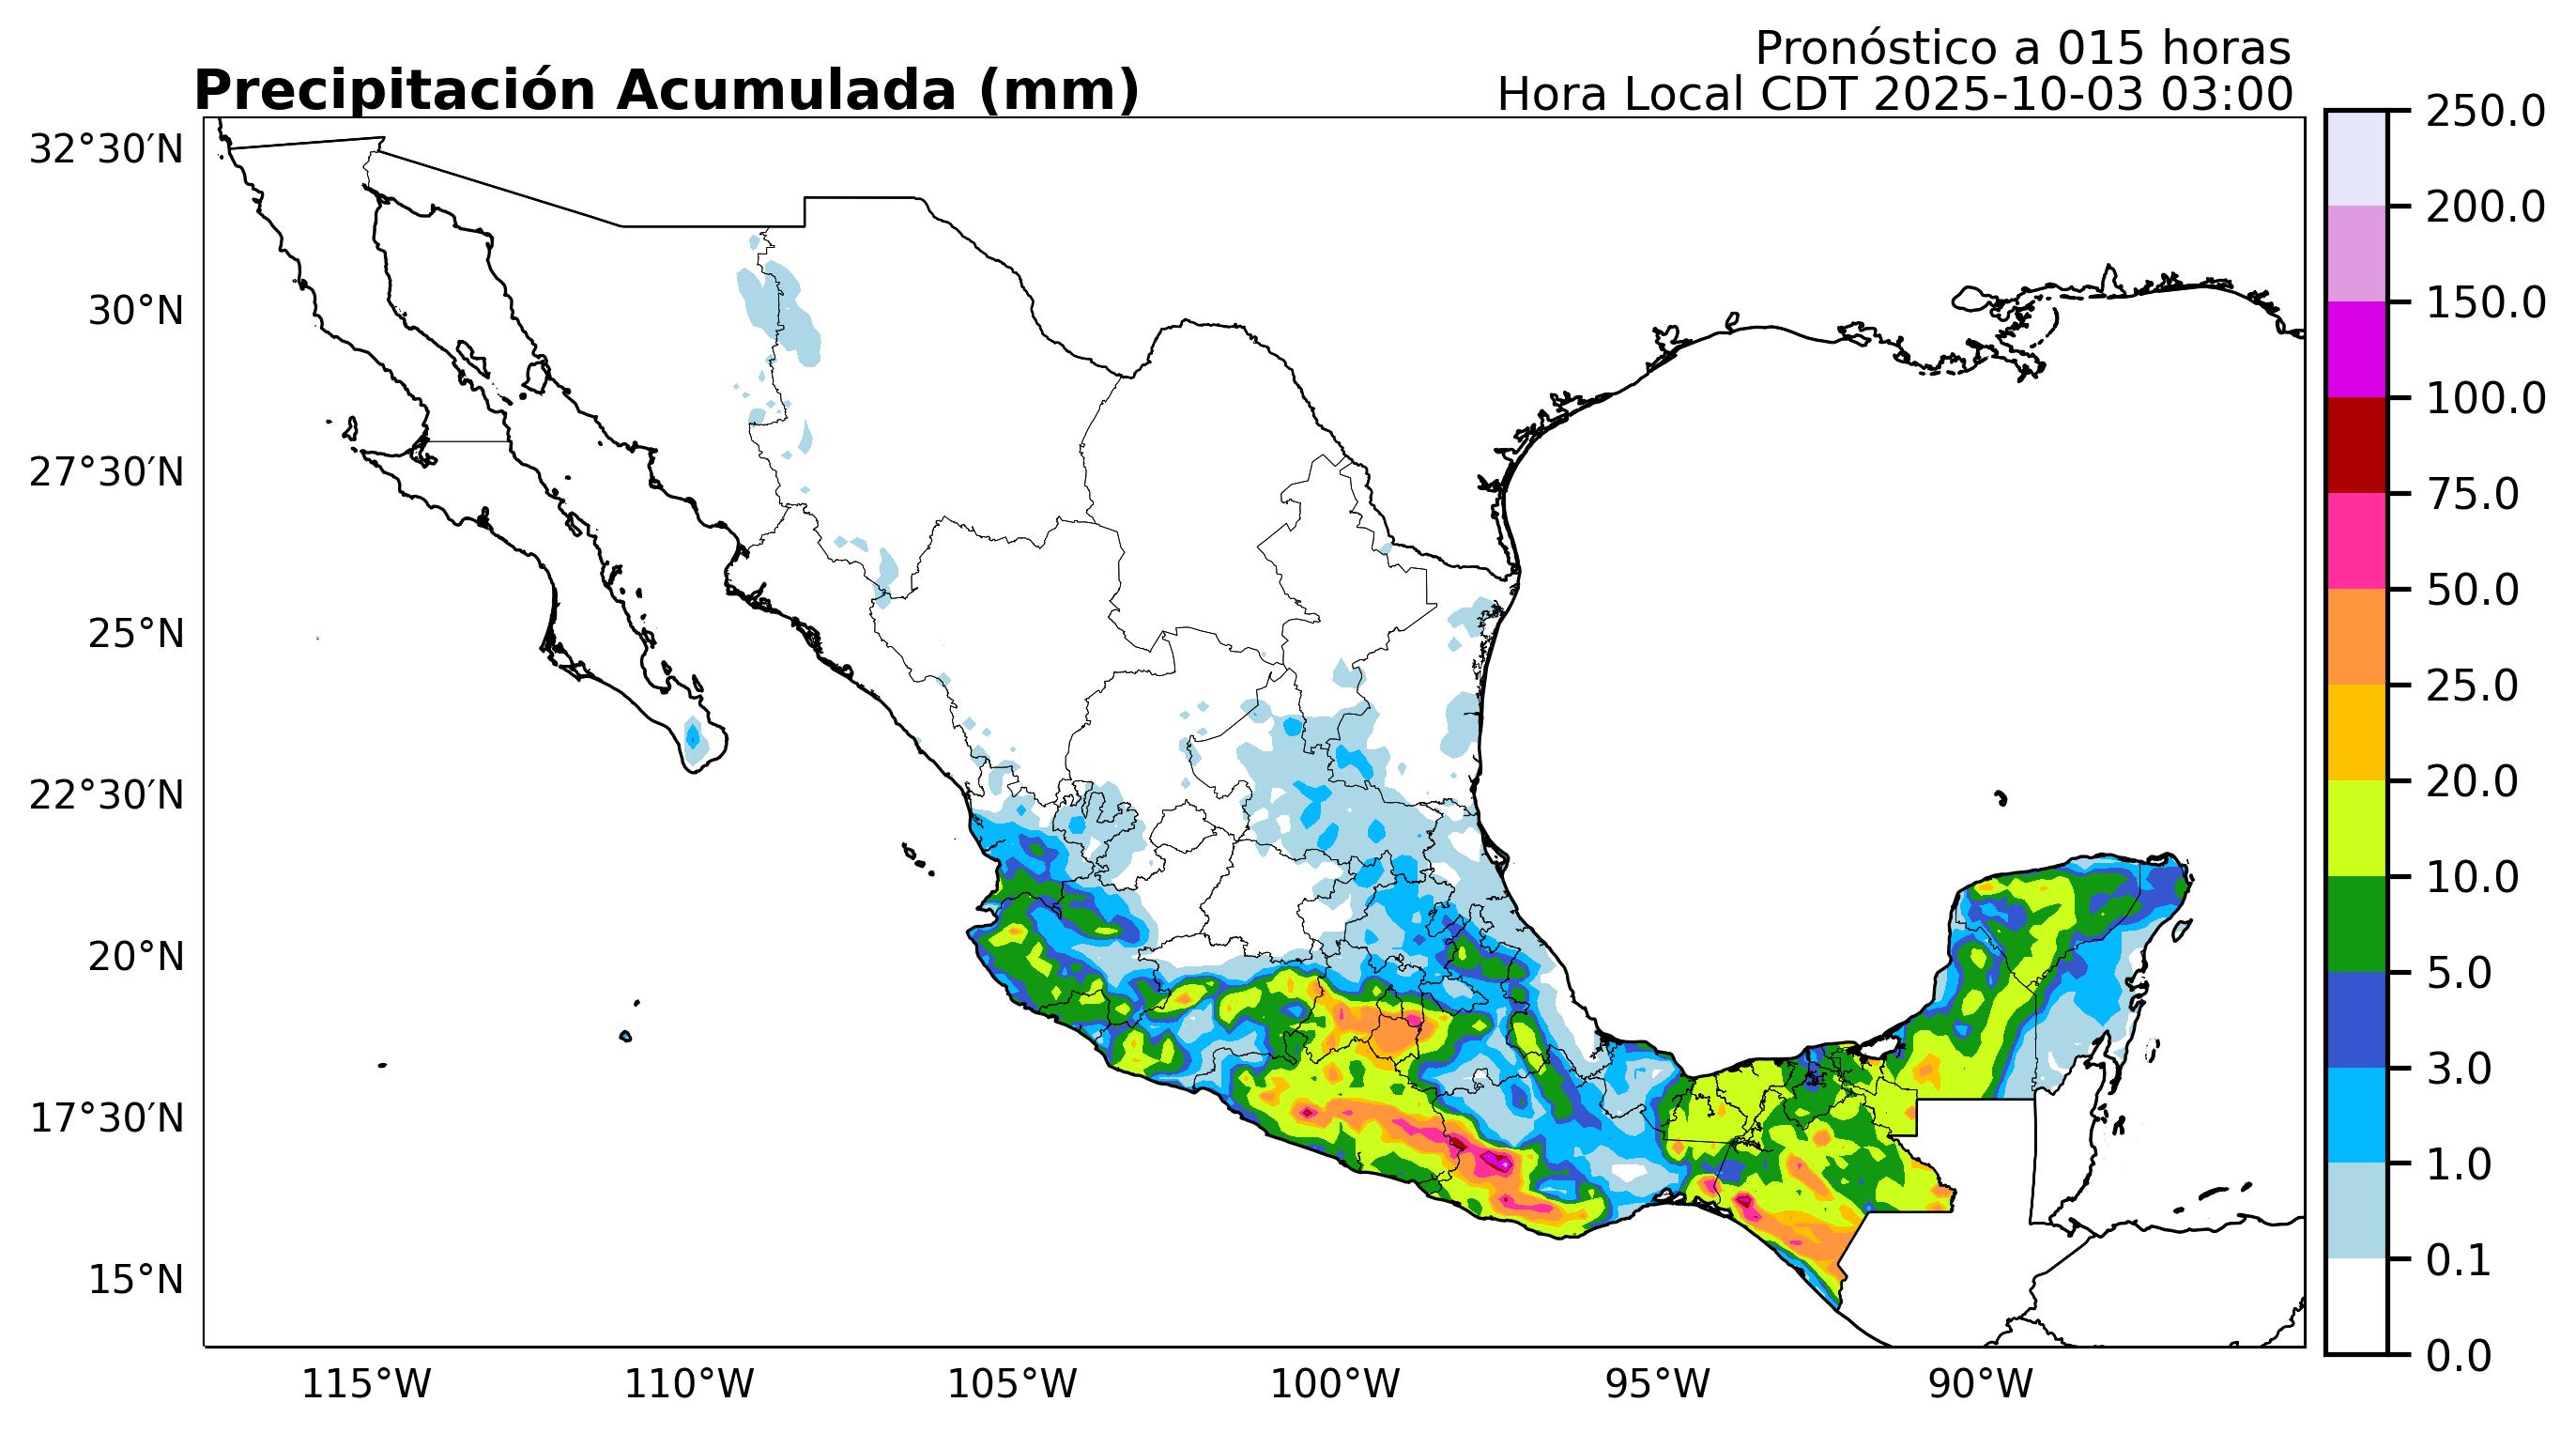 Pronóstico a 015 horas
Precipitación Acumulada (mm)
Hora Local CDT 2025-10-03 03:00
32°30′N
30°N
27°30′N
25°N
22°30′N
20°N
17°30′N
15°N
115°W
110°W
105°W
100°W
95°W
90°W
250.0
200.0
150.0
100.0
75.0
50.0
25.0
20.0
10.0
5.0
3.0
1.0
0.1
0.0